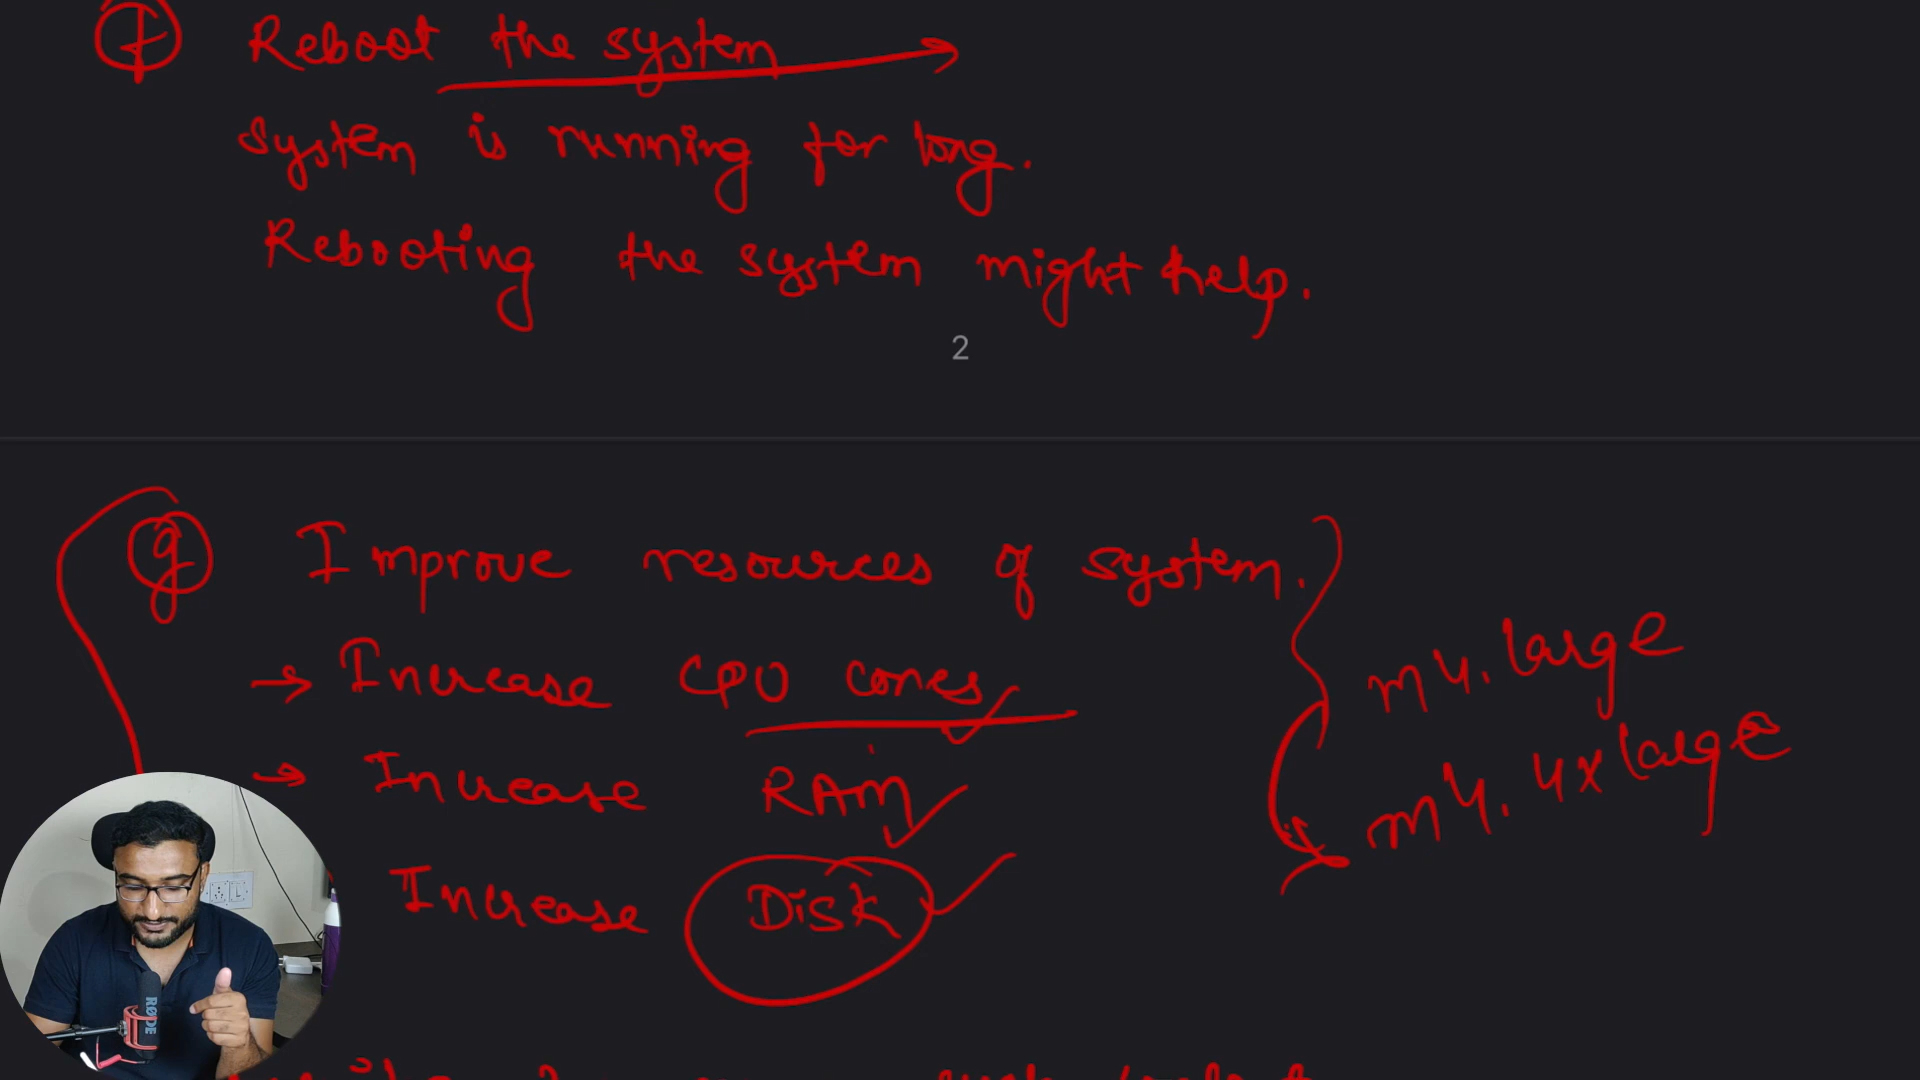 f Reboot the system
System is running for long.
Rebooting the system might help.
2
g Improve resources of system.
→ Increase CPU cores
→ Increase RAM
Increase Disk
m4.large
m4.4xlarge
RØDE